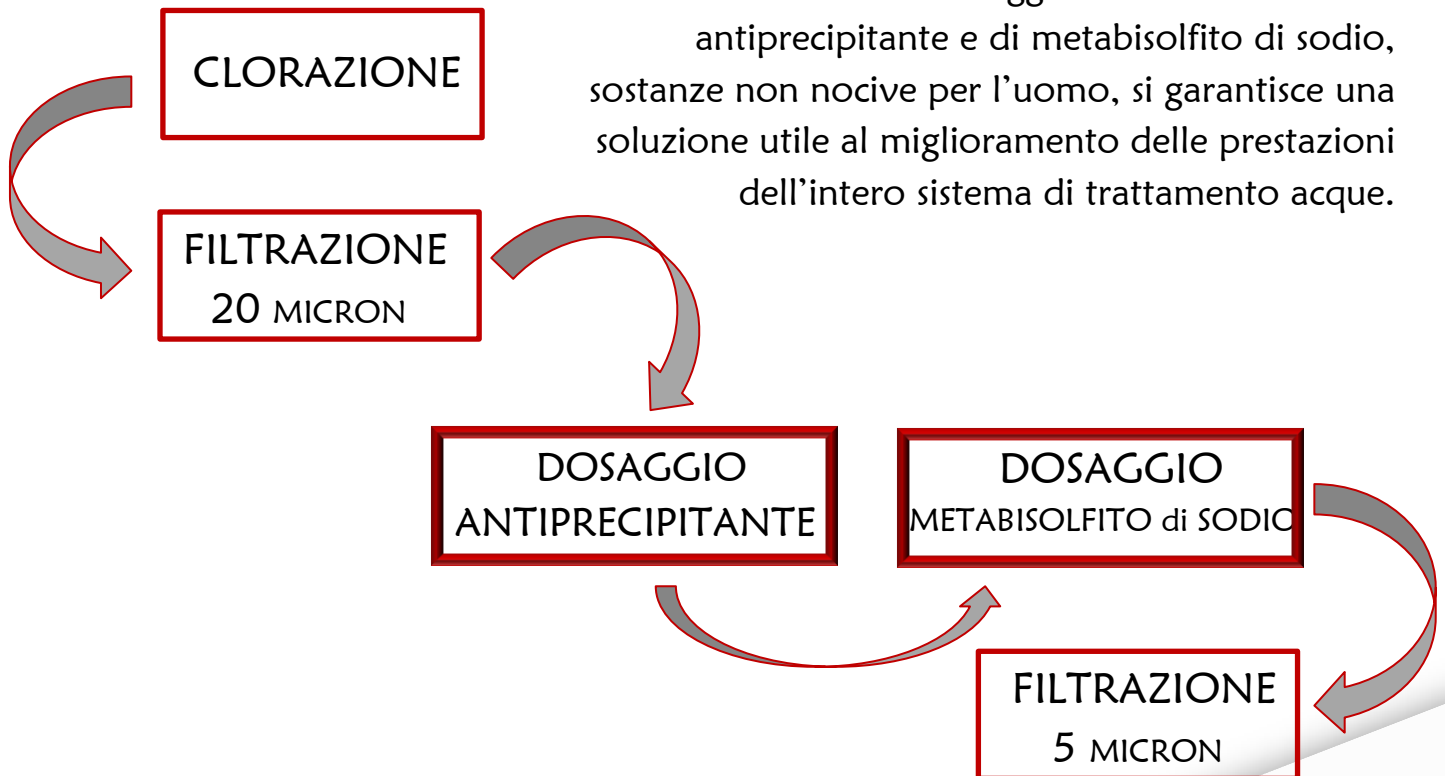 antiprecipitante e di metabisolfito di sodio,
sostanze non nocive per l’uomo, si garantisce una
soluzione utile al miglioramento delle prestazioni
dell’intero sistema di trattamento acque.
CLORAZIONE
FILTRAZIONE
20 MICRON
DOSAGGIO
ANTIPRECIPITANTE
DOSAGGIO
METABISOLFITO di SODIO
FILTRAZIONE
5 MICRON